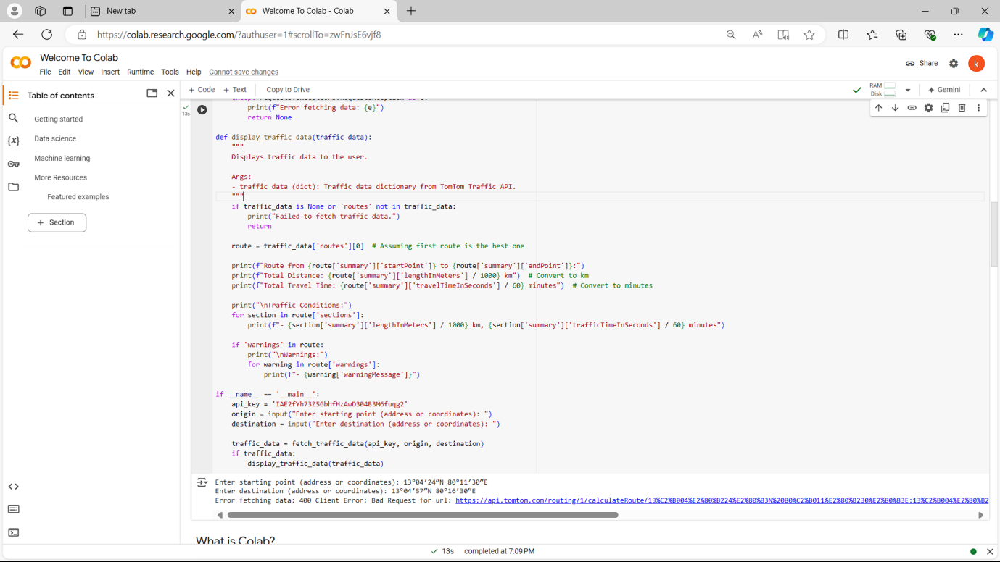 New tab
Welcome To Colab - Colab
https://colab.research.google.com/?authuser=1#scrollTo=zwFnJsE6vjf8
Welcome To Colab
File Edit View Insert Runtime Tools Help Cannot save changes
Share
k
Table of contents
Getting started
Data science
Machine learning
More Resources
Featured examples
+ Section
+ Code + Text Copy to Drive
RAM
Disk
Gemini
13s
print(f"Error fetching data: {e}")
return None
def display_traffic_data(traffic_data):
"""
Displays traffic data to the user.
Args:
- traffic_data (dict): Traffic data dictionary from TomTom Traffic API.
"""
if traffic_data is None or 'routes' not in traffic_data:
print("Failed to fetch traffic data.")
return
route = traffic_data['routes'][0]  # Assuming first route is the best one
print(f"Route from {route['summary']['startPoint']} to {route['summary']['endPoint']}:")
print(f"Total Distance: {route['summary']['lengthInMeters'] / 1000} km")  # Convert to km
print(f"Total Travel Time: {route['summary']['travelTimeInSeconds'] / 60} minutes")  # Convert to minutes
print("\nTraffic Conditions:")
for section in route['sections']:
print(f"- {section['summary']['lengthInMeters'] / 1000} km, {section['summary']['trafficTimeInSeconds'] / 60} minutes")
if 'warnings' in route:
print("\nWarnings:")
for warning in route['warnings']:
print(f"- {warning['warningMessage']}")
if __name__ == '__main__':
api_key = 'IAE2fYh73Z5GbhfHzAwD304B3M6fuqg2'
origin = input("Enter starting point (address or coordinates): ")
destination = input("Enter destination (address or coordinates): ")
traffic_data = fetch_traffic_data(api_key, origin, destination)
if traffic_data:
display_traffic_data(traffic_data)
Enter starting point (address or coordinates): 13°04′24″N 80°11′30″E
Enter destination (address or coordinates): 13°04′57″N 80°16′30″E
Error fetching data: 400 Client Error: Bad Request for url: https://api.tomtom.com/routing/1/calculateRoute/13%C2%B004%E2%80%B224%E2%80%B3N%2080%C2%B011%E2%80%B230%E2%80%B3E:13%C2%B004%E2%80%B2
What is Colab?
13s completed at 7:09 PM